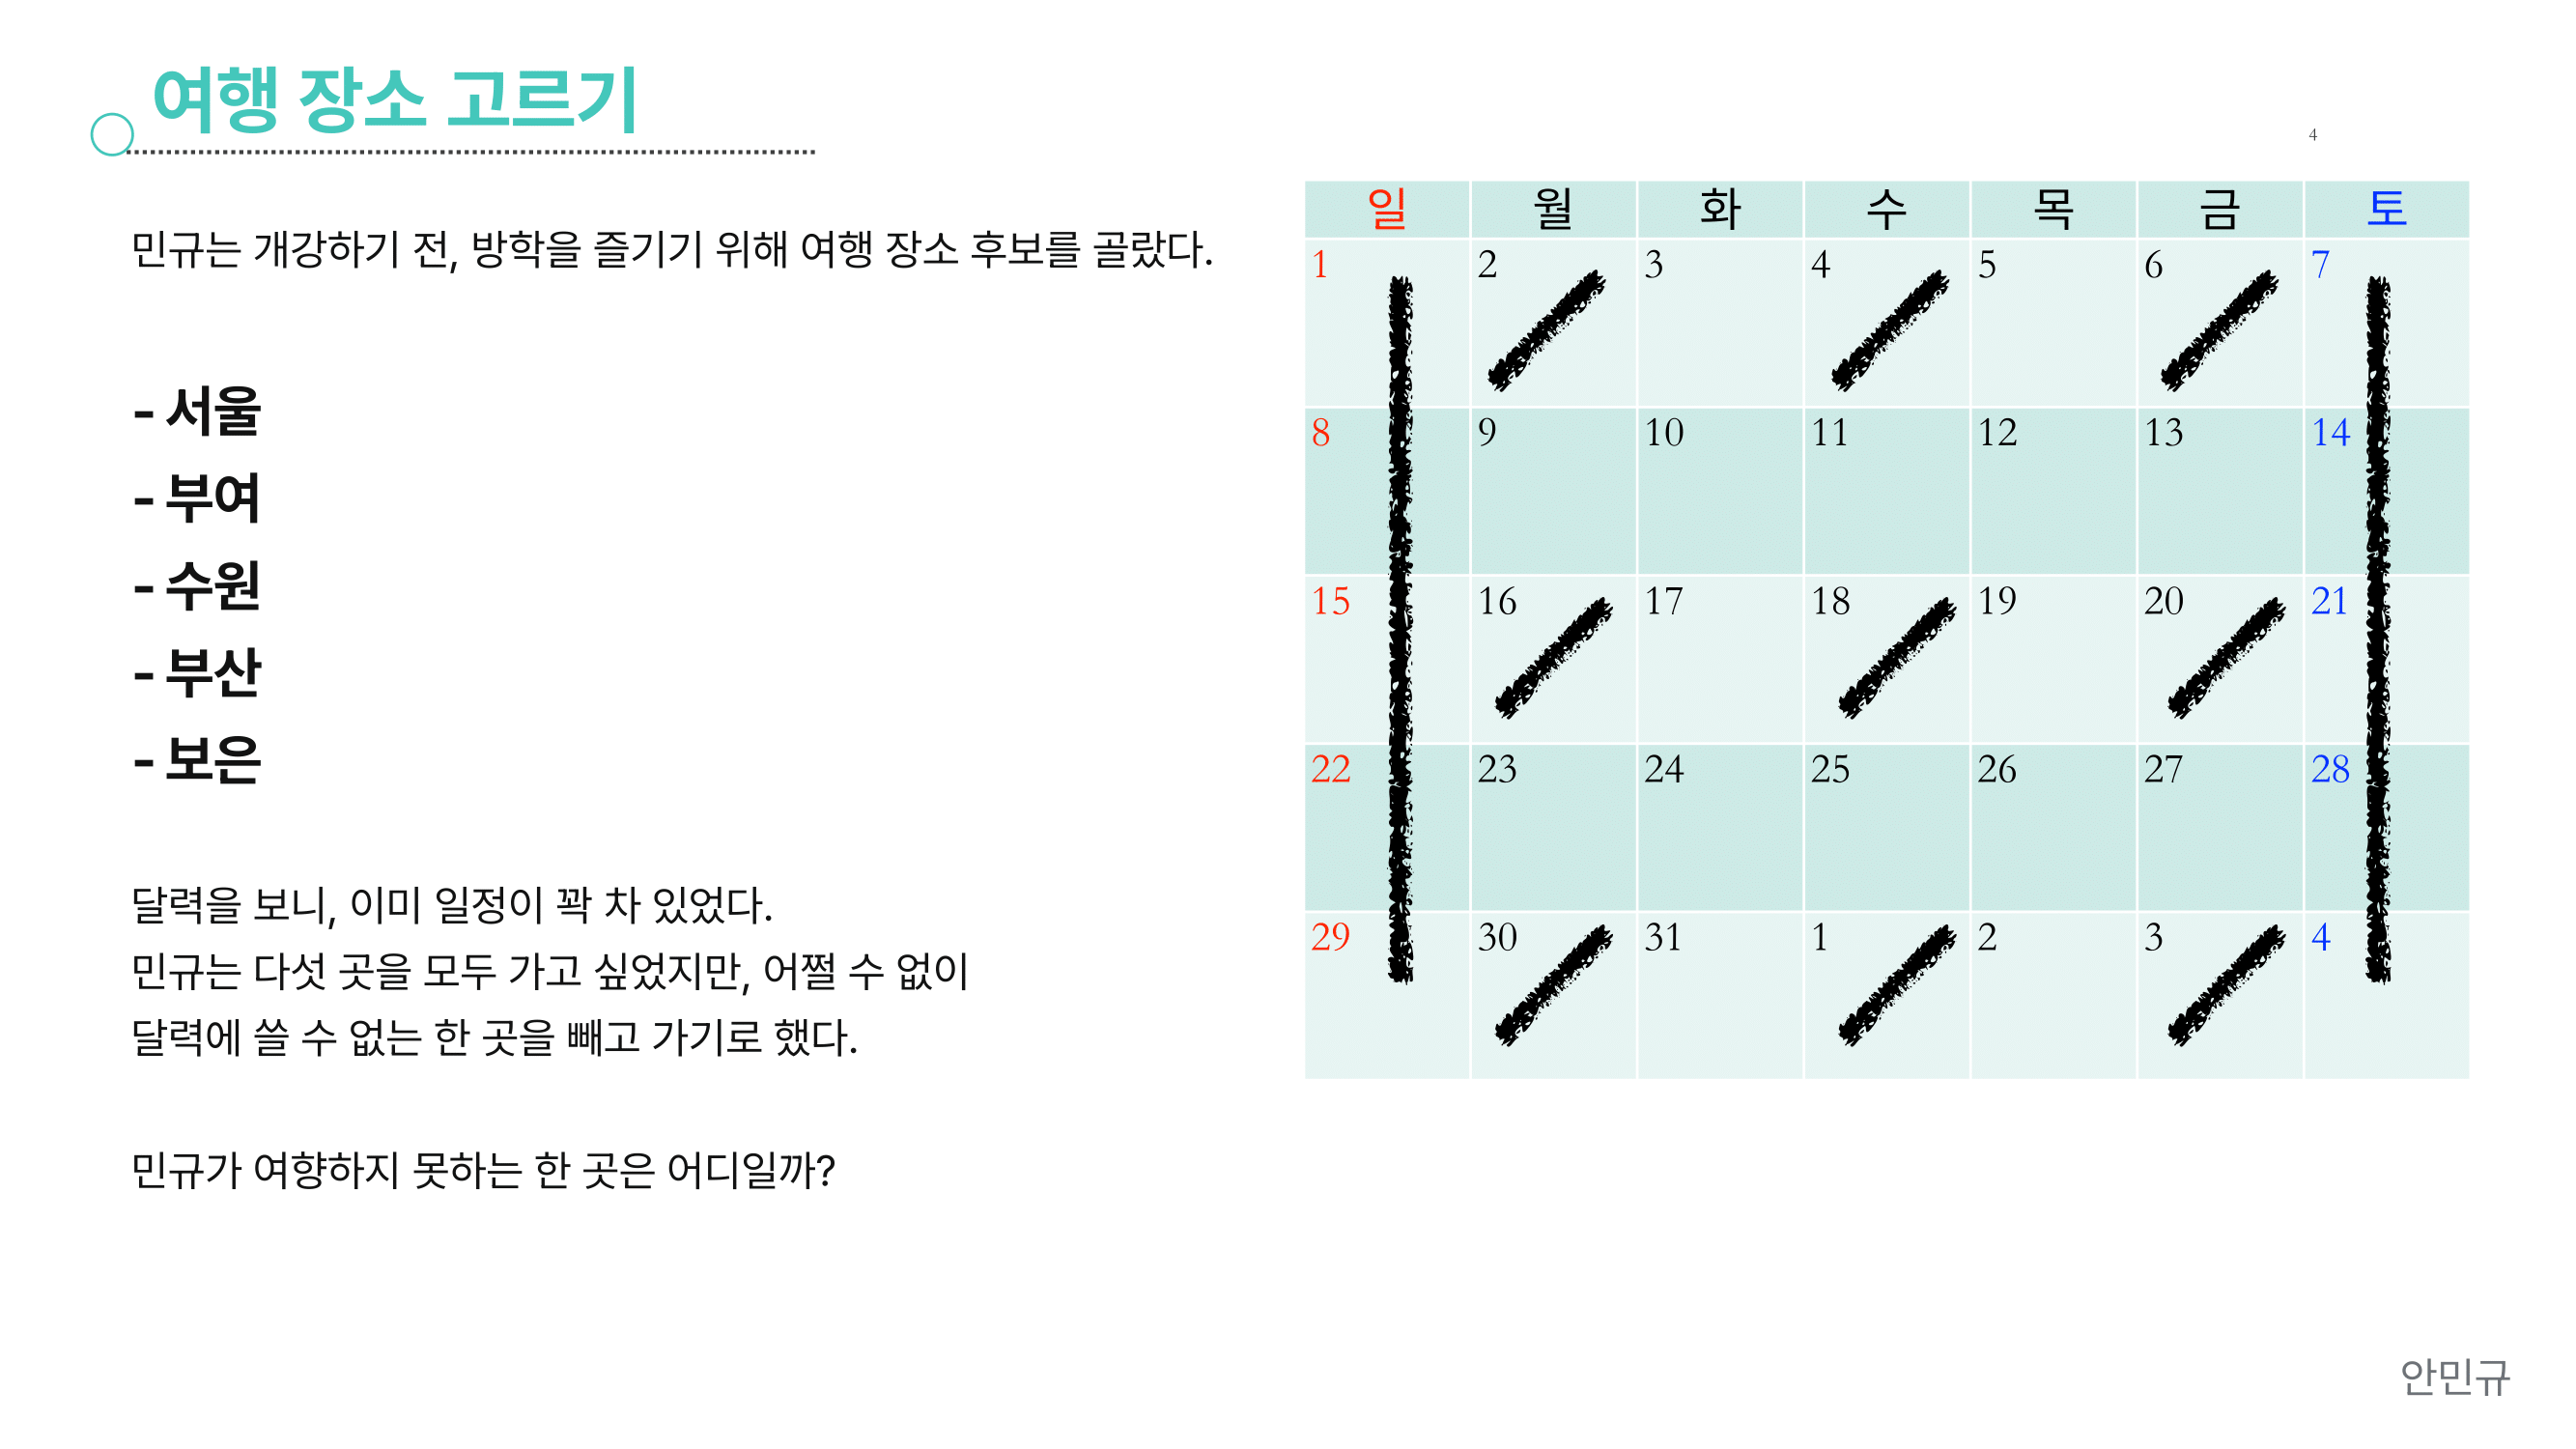 여행 장소 고르기
4
민규는 개강하기 전, 방학을 즐기기 위해 여행 장소 후보를 골랐다.
- 서울
- 부여
- 수원
- 부산
- 보은
달력을 보니, 이미 일정이 꽉 차 있었다.
민규는 다섯 곳을 모두 가고 싶었지만, 어쩔 수 없이
달력에 쓸 수 없는 한 곳을 빼고 가기로 했다.
민규가 여향하지 못하는 한 곳은 어디일까?
일 월 화 수 목 금 토
1 2 3 4 5 6 7
8 9 10 11 12 13 14
15 16 17 18 19 20 21
22 23 24 25 26 27 28
29 30 31 1 2 3 4
안민규